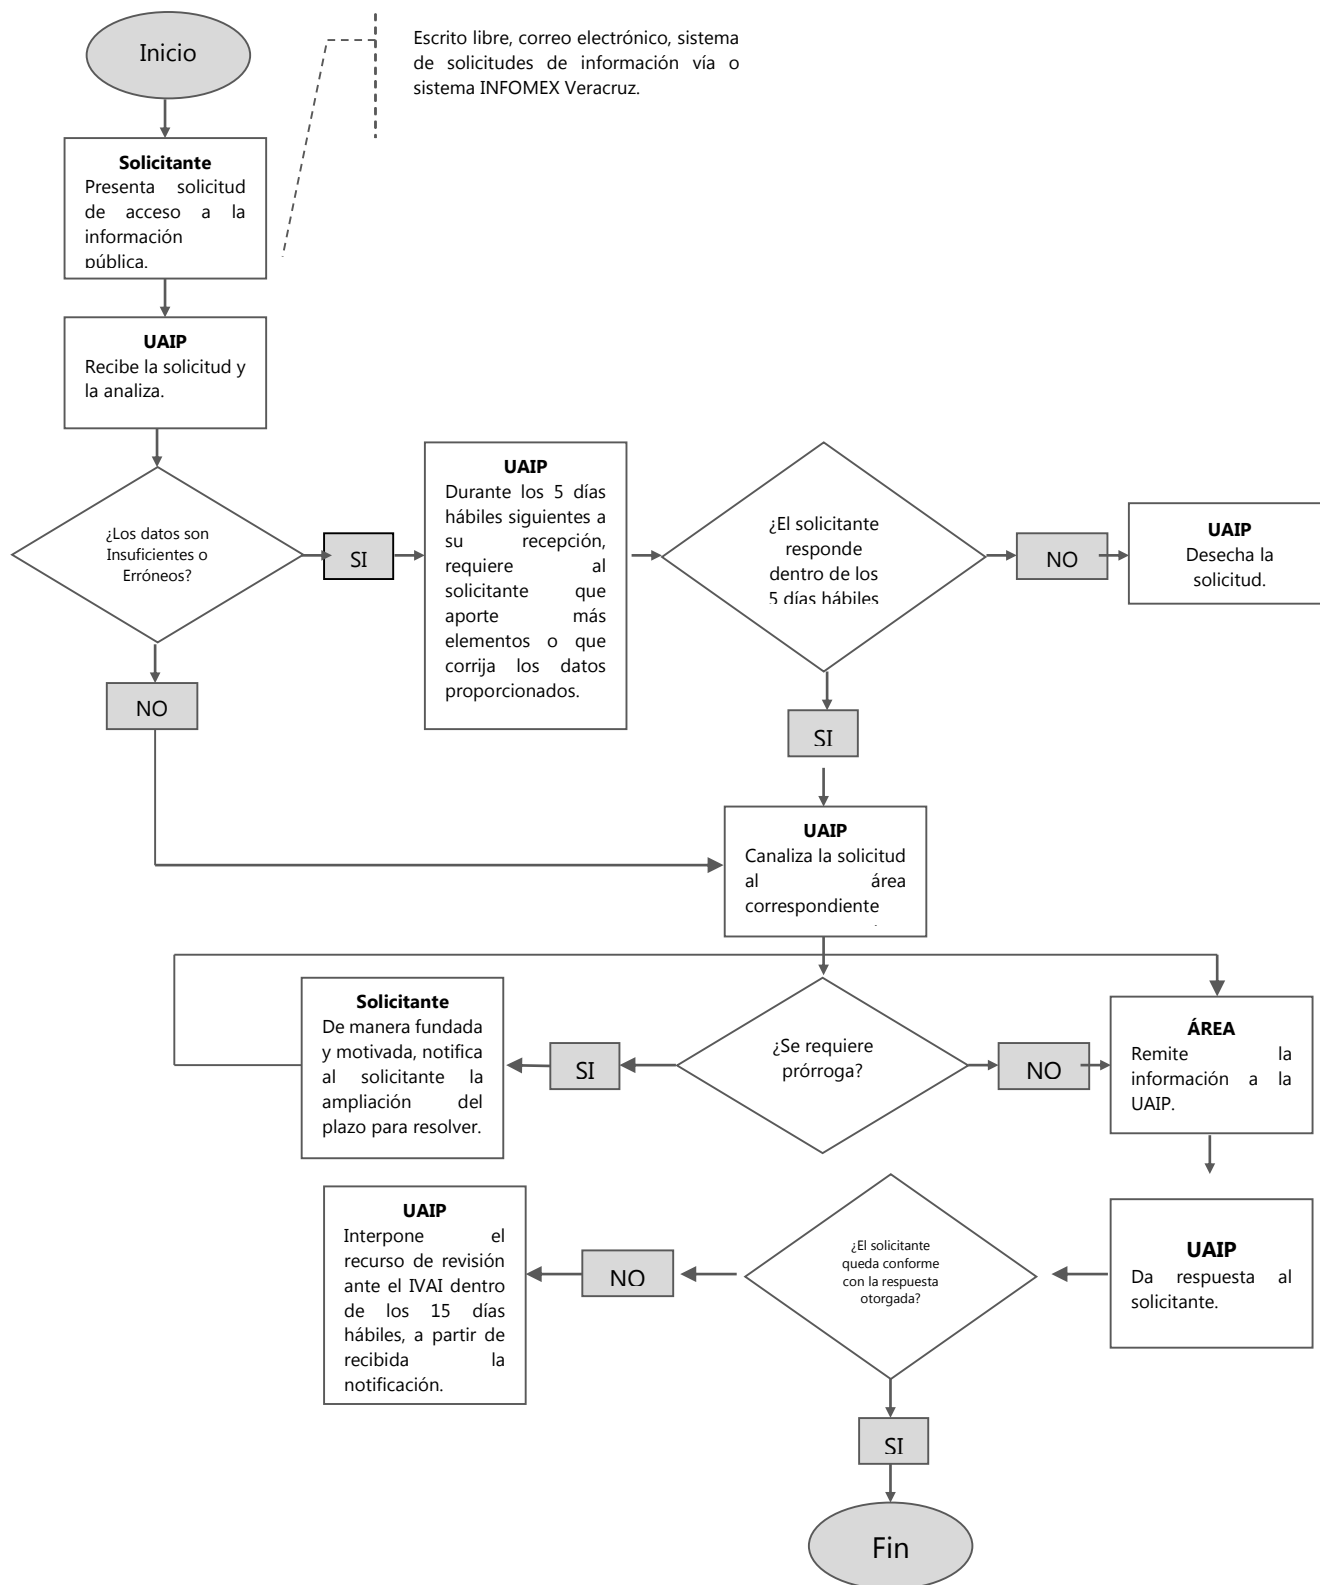 Inicio
Escrito libre, correo electrónico, sistema
de solicitudes de información vía o
sistema INFOMEX Veracruz.
Solicitante
Presenta solicitud
de acceso a la
información
pública.
UAIP
Recibe la solicitud y
la analiza.
¿Los datos son
Insuficientes o
Erróneos?
SI
UAIP
Durante los 5 días
hábiles siguientes a
su recepción,
requiere al
solicitante que
aporte más
elementos o que
corrija los datos
proporcionados.
¿El solicitante
responde
dentro de los
5 días hábiles
NO
UAIP
Desecha la
solicitud.
NO
SI
UAIP
Canaliza la solicitud
al área
correspondiente
Solicitante
De manera fundada
y motivada, notifica
al solicitante la
ampliación del
plazo para resolver.
SI
¿Se requiere
prórroga?
NO
ÁREA
Remite la
información a la
UAIP.
UAIP
Interpone el
recurso de revisión
ante el IVAI dentro
de los 15 días
hábiles, a partir de
recibida la
notificación.
NO
¿El solicitante
queda conforme
con la respuesta
otorgada?
UAIP
Da respuesta al
solicitante.
SI
Fin